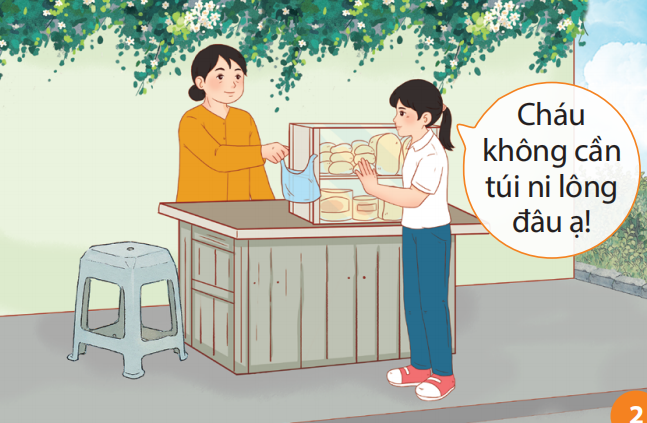 Cháu
không cần
túi ni lông
đâu ạ!
2